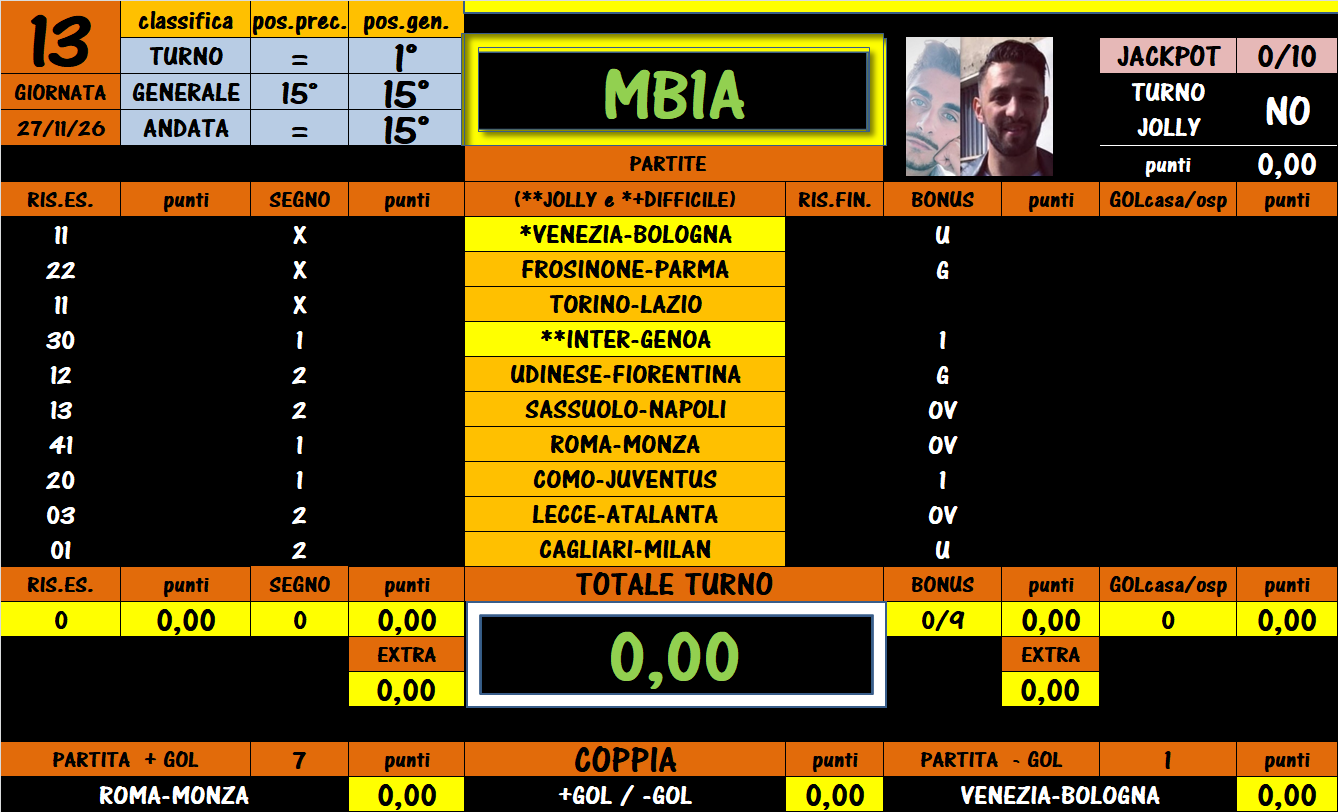 13 classifica pos.prec. pos.gen.
TURNO = 1°
GIORNATA GENERALE 15° 15°
27/11/26 ANDATA = 15°
MB1A
JACKPOT 0/10
TURNO JOLLY NO
punti 0,00
PARTITE
RIS.ES. punti SEGNO punti (**JOLLY e *+DIFFICILE) RIS.FIN. BONUS punti GOLcasa/osp punti
11 X *VENEZIA-BOLOGNA U
22 X FROSINONE-PARMA G
11 X TORINO-LAZIO
30 1 **INTER-GENOA 1
12 2 UDINESE-FIORENTINA G
13 2 SASSUOLO-NAPOLI OV
41 1 ROMA-MONZA OV
20 1 COMO-JUVENTUS 1
03 2 LECCE-ATALANTA OV
01 2 CAGLIARI-MILAN U
RIS.ES. punti SEGNO punti TOTALE TURNO BONUS punti GOLcasa/osp punti
0 0,00 0 0,00 0,00 0/9 0,00 0 0,00
EXTRA EXTRA
0,00 0,00
PARTITA + GOL 7 punti COPPIA punti PARTITA - GOL 1 punti
ROMA-MONZA 0,00 +GOL / -GOL 0,00 VENEZIA-BOLOGNA 0,00